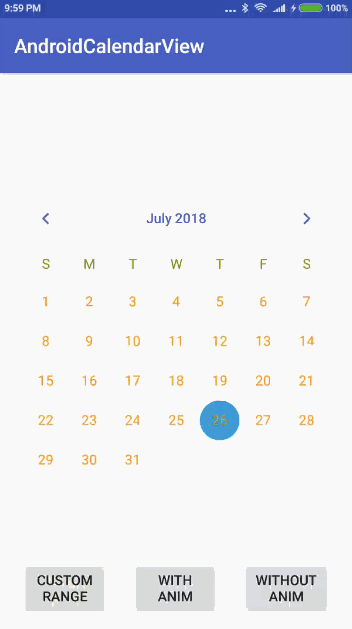 9:59 PM ... 100%
AndroidCalendarView
July 2018
S M T W T F S
1 2 3 4 5 6 7
8 9 10 11 12 13 14
15 16 17 18 19 20 21
22 23 24 25 26 27 28
29 30 31
CUSTOM RANGE WITH ANIM WITHOUT ANIM